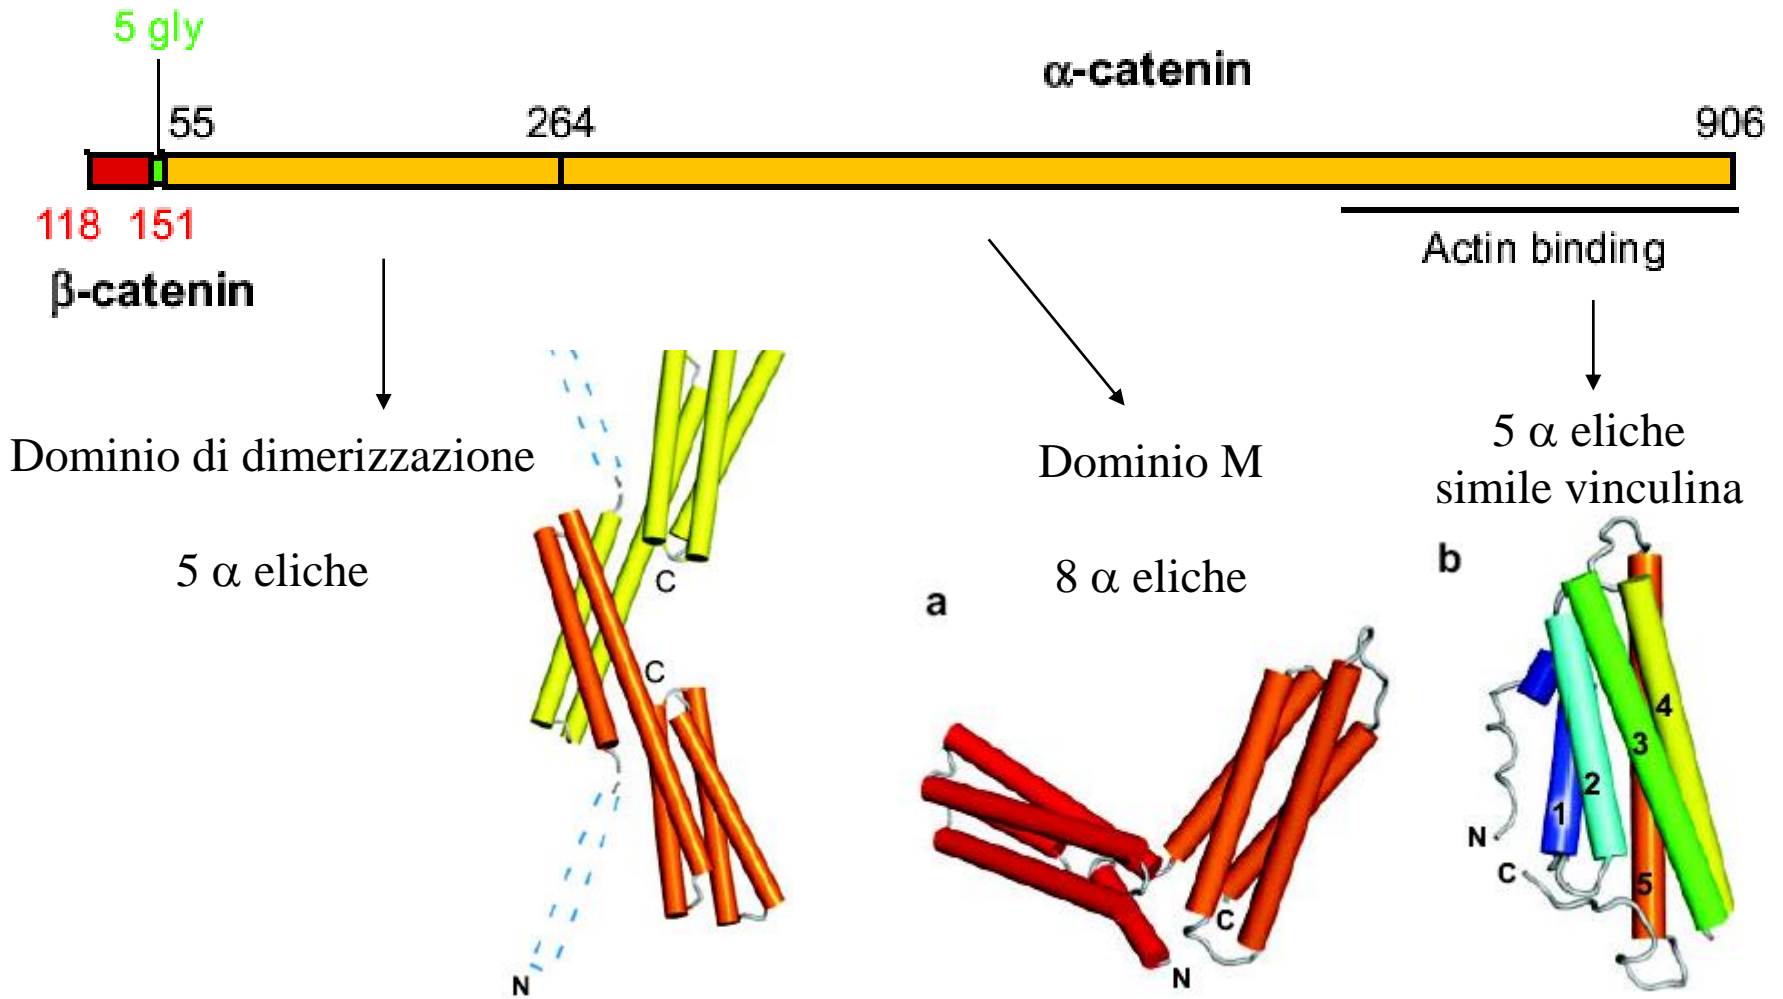 5 gly
α-catenin
55
264
906
118
151
Actin binding
β-catenin
Dominio di dimerizzazione
5 α eliche
C
C
N
Dominio M
8 α eliche
a
C
N
5 α eliche
simile vinculina
b
4
3
2
1
N
C
5